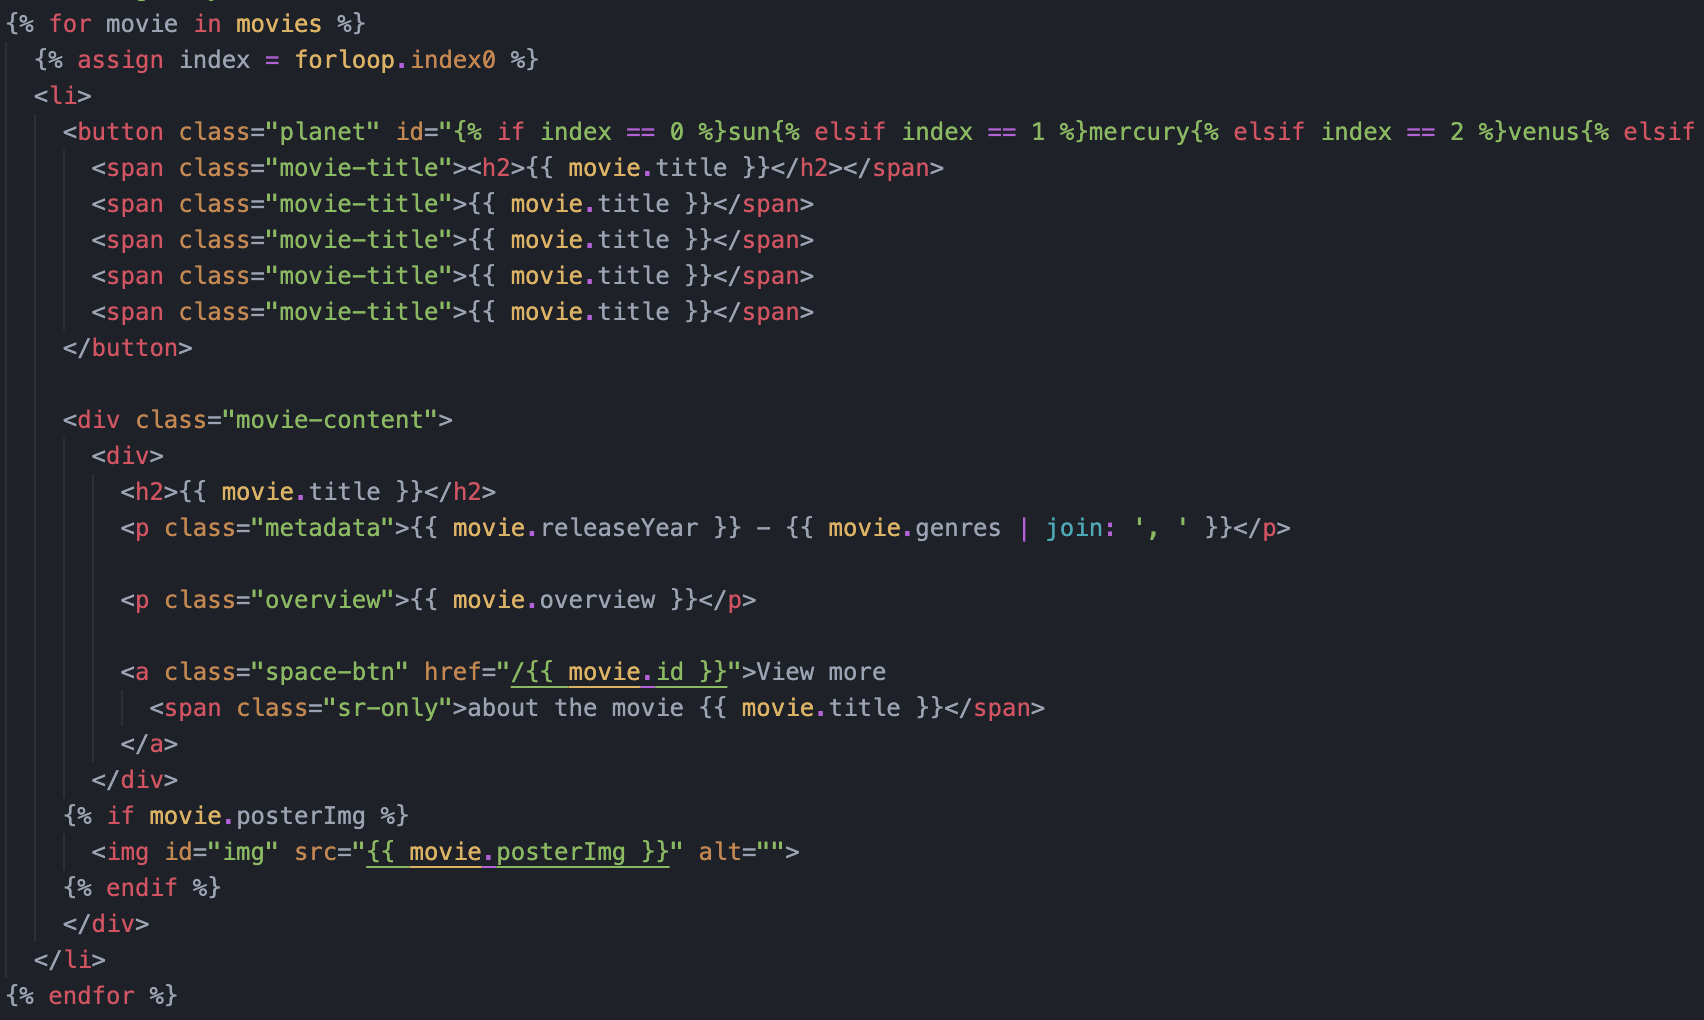 {% for movie in movies %}
  {% assign index = forloop.index0 %}
  <li>
    <button class="planet" id="{% if index == 0 %}sun{% elsif index == 1 %}mercury{% elsif index == 2 %}venus{% elsif
      <span class="movie-title"><h2>{{ movie.title }}</h2></span>
      <span class="movie-title">{{ movie.title }}</span>
      <span class="movie-title">{{ movie.title }}</span>
      <span class="movie-title">{{ movie.title }}</span>
      <span class="movie-title">{{ movie.title }}</span>
    </button>

    <div class="movie-content">
      <div>
        <h2>{{ movie.title }}</h2>
        <p class="metadata">{{ movie.releaseYear }} – {{ movie.genres | join: ', ' }}</p>

        <p class="overview">{{ movie.overview }}</p>

        <a class="space-btn" href="/{{ movie.id }}">View more
          <span class="sr-only">about the movie {{ movie.title }}</span>
        </a>
      </div>
    {% if movie.posterImg %}
      <img id="img" src="{{ movie.posterImg }}" alt="">
    {% endif %}
    </div>
  </li>
{% endfor %}